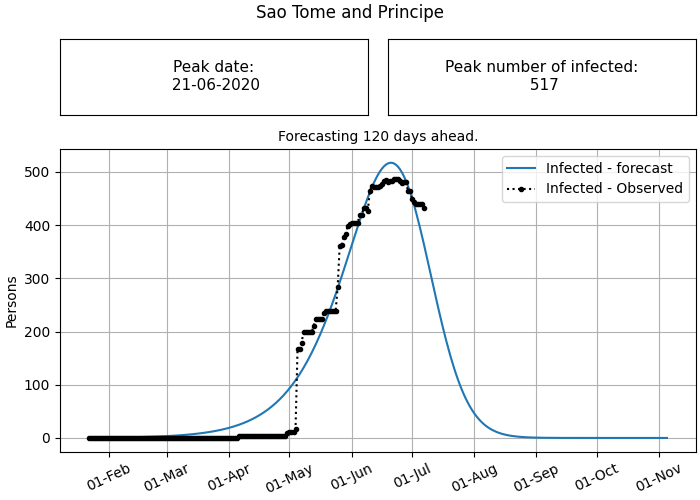 Sao Tome and Principe
Peak date:
21-06-2020
Peak number of infected:
517
Forecasting 120 days ahead.
Infected - forecast
Infected - Observed
Persons
500
400
300
200
100
0
01-Feb
01-Mar
01-Apr
01-May
01-Jun
01-Jul
01-Aug
01-Sep
01-Oct
01-Nov